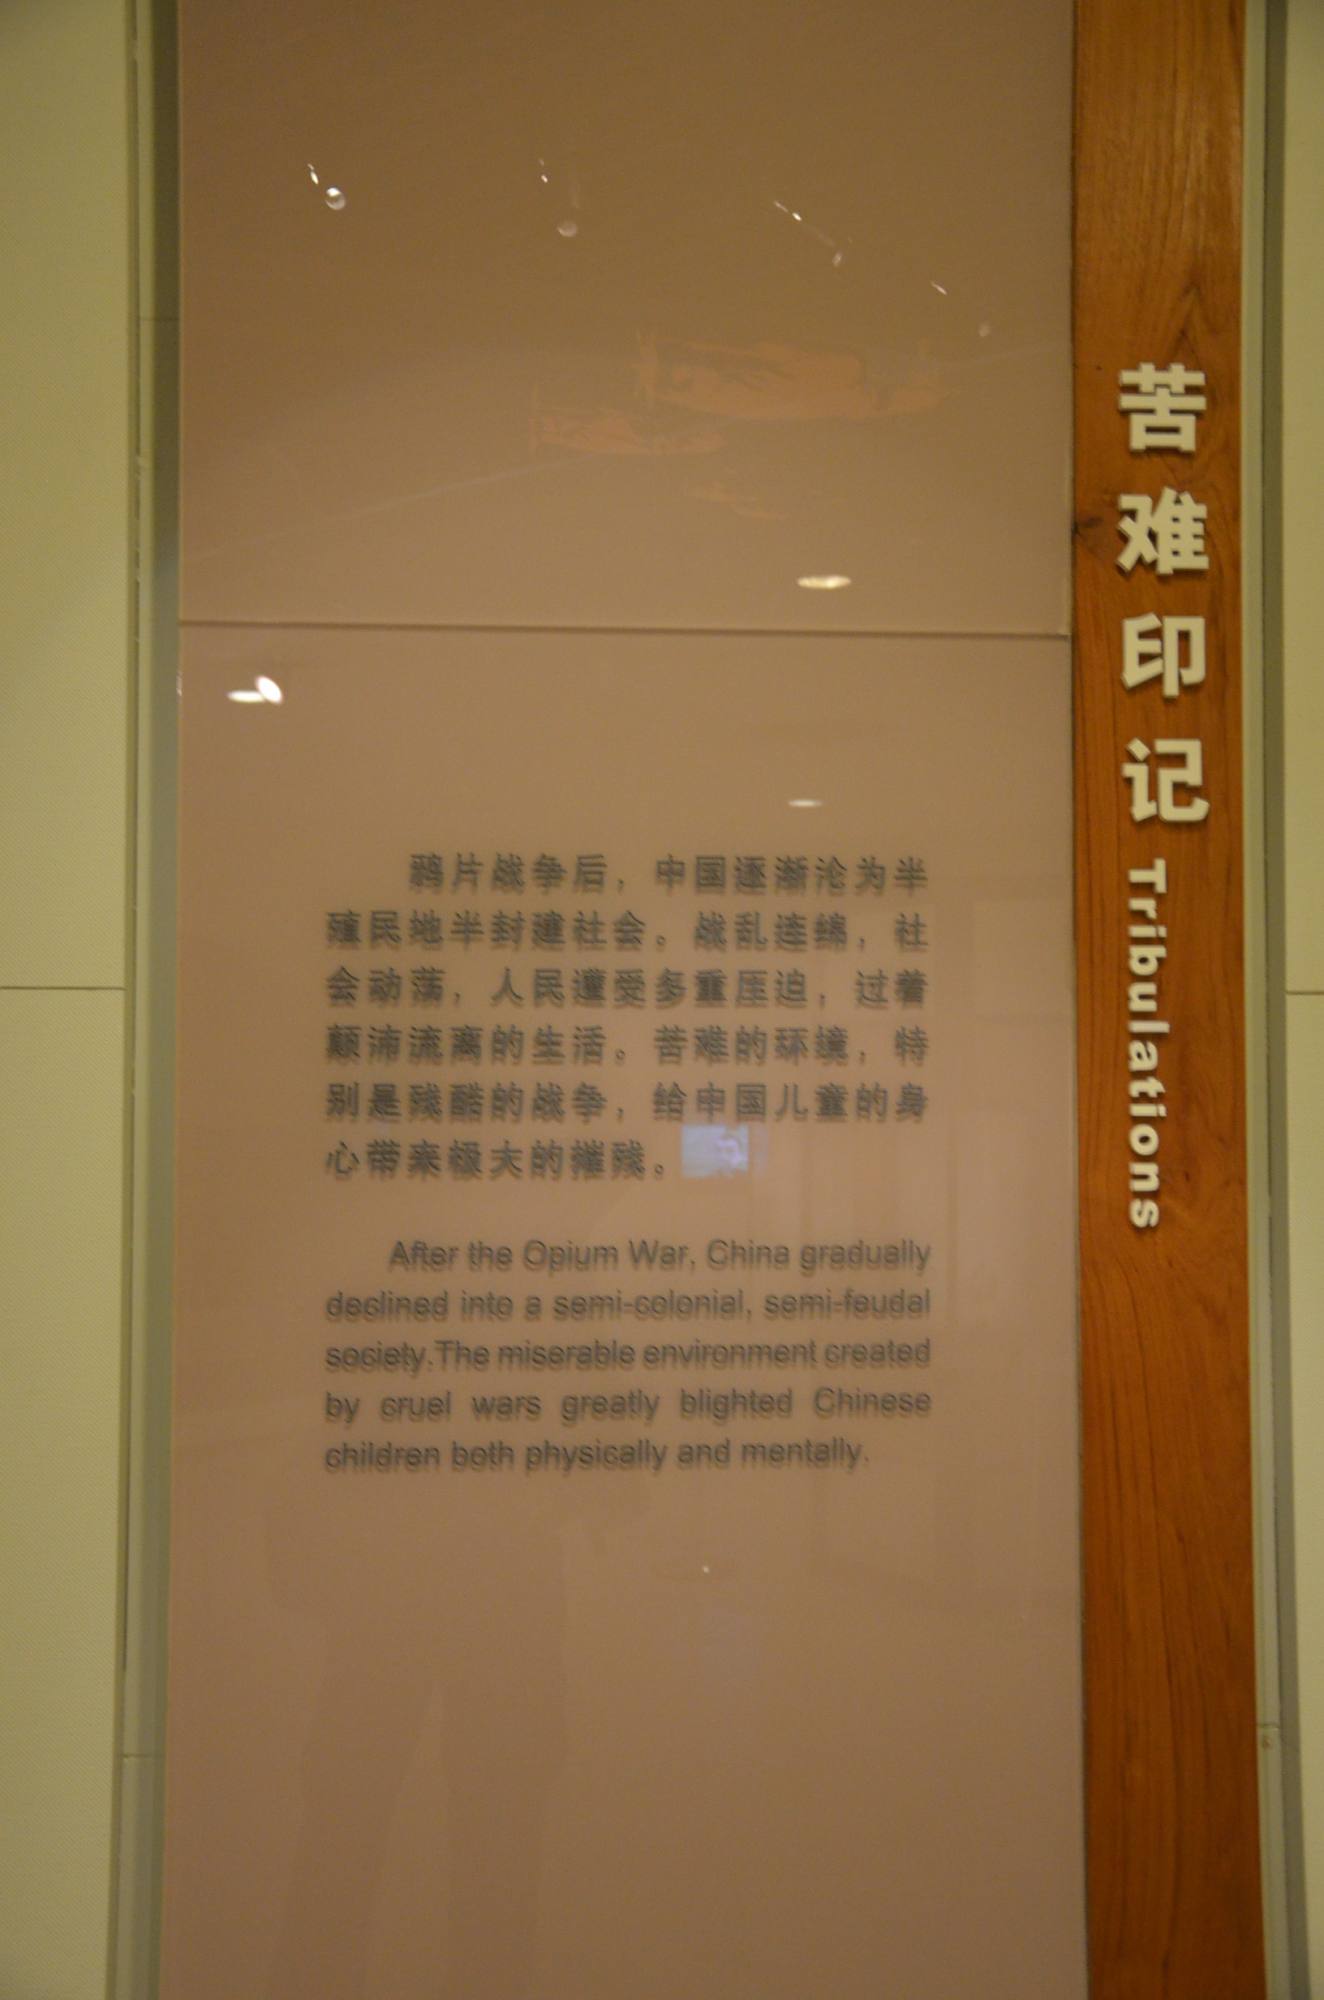 苦难印记 Tribulations
鸦片战争后，中国逐渐沦为半
殖民地半封建社会。战乱连绵，社
会动荡，人民遭受多重压迫，过着
颠沛流离的生活。苦难的环境，特
别是残酷的战争，给中国儿童的身
心带来极大的摧残。
After the Opium War, China gradually
declined into a semi-colonial, semi-feudal
society.The miserable environment created
by cruel wars greatly blighted Chinese
children both physically and mentally.